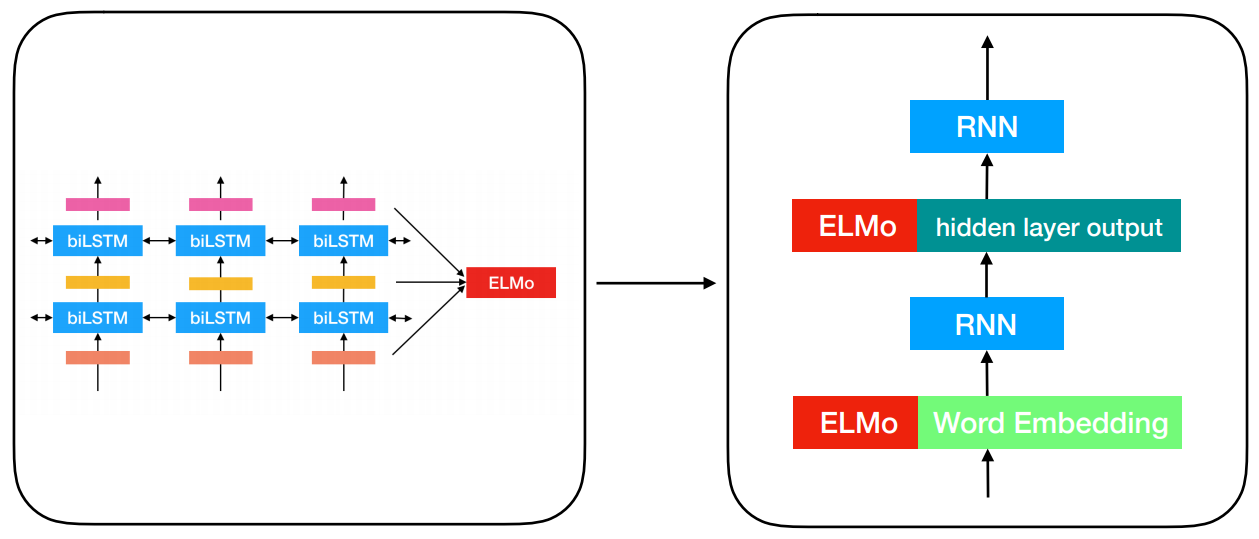 biLSTM biLSTM biLSTM
biLSTM biLSTM biLSTM
ELMo
RNN
ELMo hidden layer output
RNN
ELMo Word Embedding